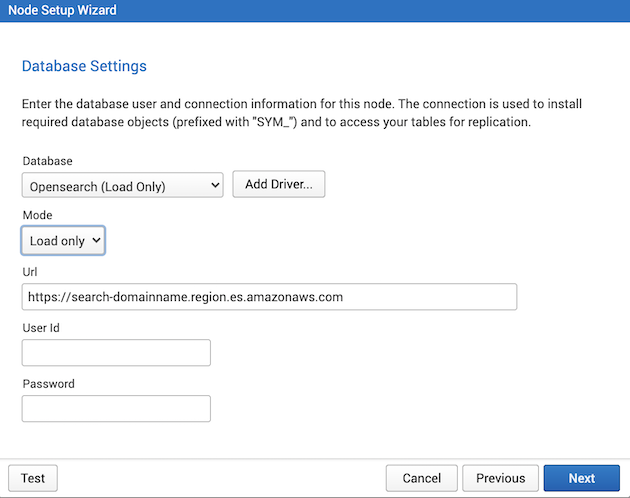 Node Setup Wizard
Database Settings
Enter the database user and connection information for this node. The connection is used to install
required database objects (prefixed with "SYM_") and to access your tables for replication.
Database
Opensearch (Load Only)
Add Driver...
Mode
Load only
Url
https://search-domainname.region.es.amazonaws.com
User Id
Password
Test
Cancel
Previous
Next